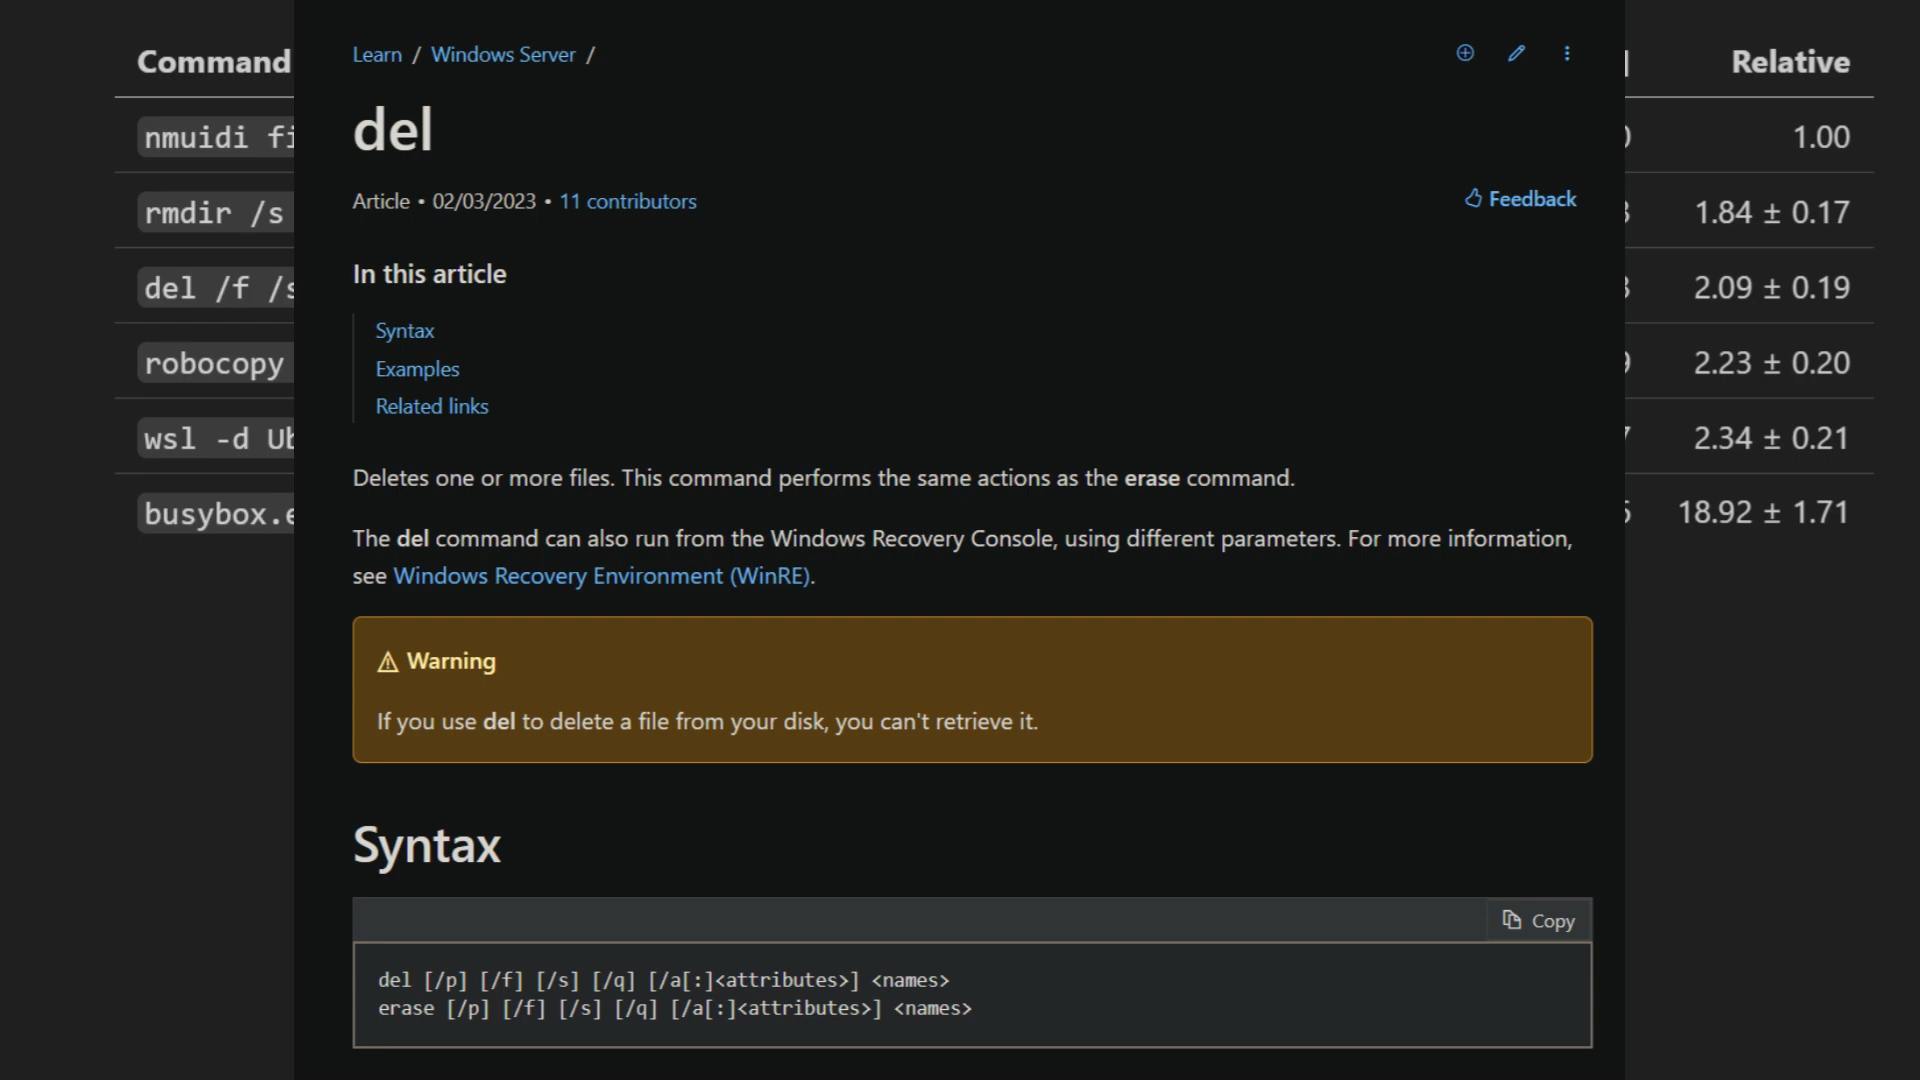 Command
Relative
nmuidi
1.00
rmdir /s
1.84 ± 0.17
del /f
2.09 ± 0.19
robocopy
2.23 ± 0.20
wsl -d
2.34 ± 0.21
busybox.
18.92 ± 1.71
Learn / Windows Server /
del
Article • 02/03/2023 • 11 contributors
Feedback
In this article
Syntax
Examples
Related links
Deletes one or more files. This command performs the same actions as the erase command.
The del command can also run from the Windows Recovery Console, using different parameters. For more information,
see Windows Recovery Environment (WinRE).
Warning
If you use del to delete a file from your disk, you can't retrieve it.
Syntax
Copy
del [/p] [/f] [/s] [/q] [/a[:]<attributes>] <names>
erase [/p] [/f] [/s] [/q] [/a[:]<attributes>] <names>